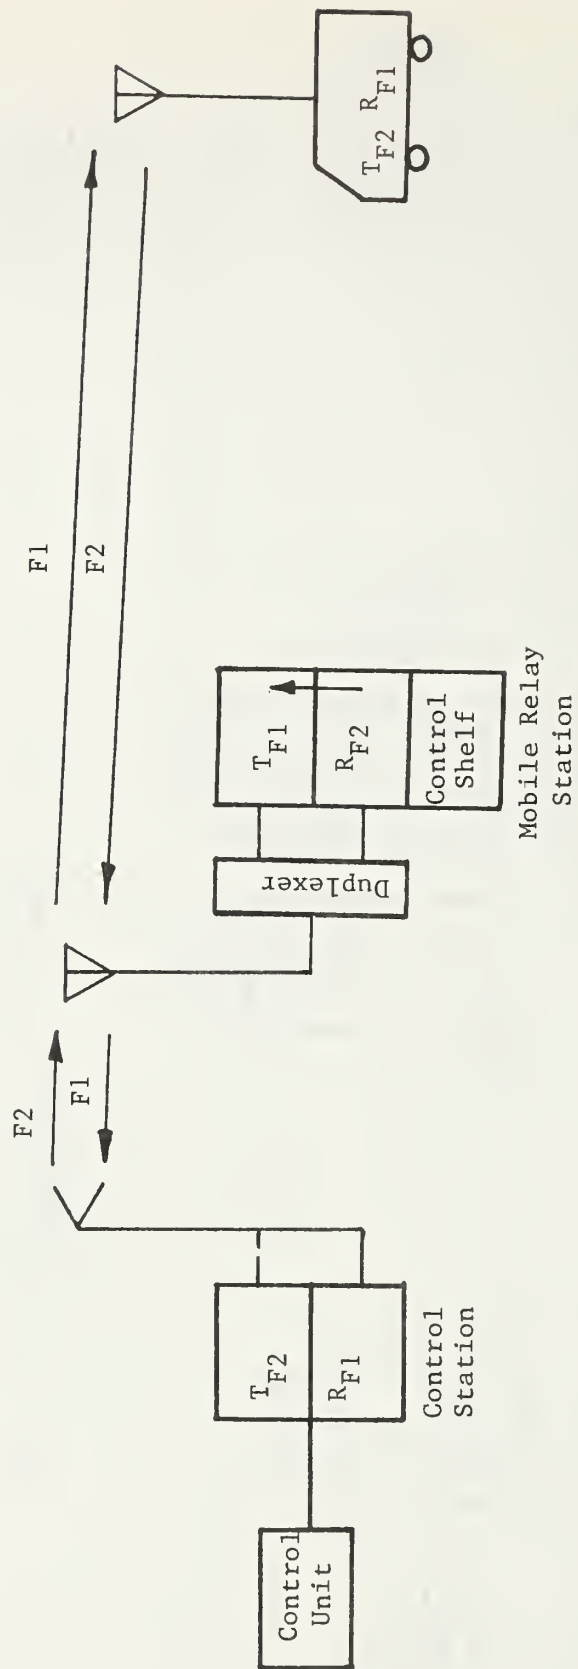 F2
F1
F1
F2
Control
Unit
T F2
R F1
Control
Station
Duplexer
T F1
R F2
Control
Shelf
Mobile Relay
Station
T F2 R F1